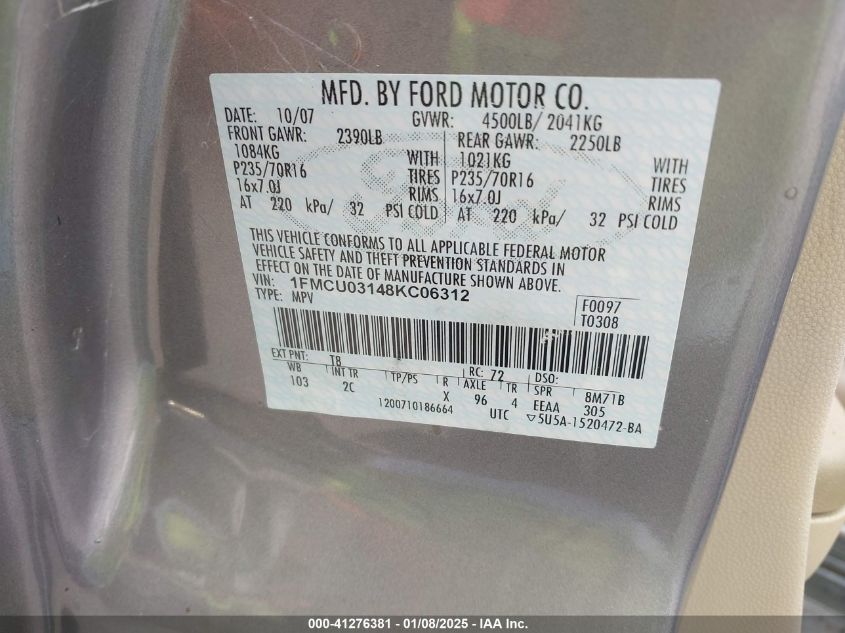 MFD. BY FORD MOTOR CO.
DATE: 10/07 GVWR: 4500LB/ 2041KG
FRONT GAWR: 2390LB REAR GAWR: 2250LB
1084KG WITH 1021KG WITH
P235/70R16 TIRES P235/70R16 TIRES
16x7.0J RIMS 16x7.0J RIMS
AT 220 kPa/ 32 PSI COLD AT 220 kPa/ 32 PSI COLD
THIS VEHICLE CONFORMS TO ALL APPLICABLE FEDERAL MOTOR
VEHICLE SAFETY AND THEFT PREVENTION STANDARDS IN
EFFECT ON THE DATE OF MANUFACTURE SHOWN ABOVE.
VIN: 1FMCU03148KC06312
TYPE: MPV
F0097
T0308
EXT PNT: T8 RC: 72 DSO:
WB INT TR TP/PS R AXLE TR SPR 8M71B
103 2C X 96 4 EEAA 305
1200710186664 UTC ▽5U5A-1520472-BA
Ford
000-41276381 - 01/08/2025 - IAA Inc.